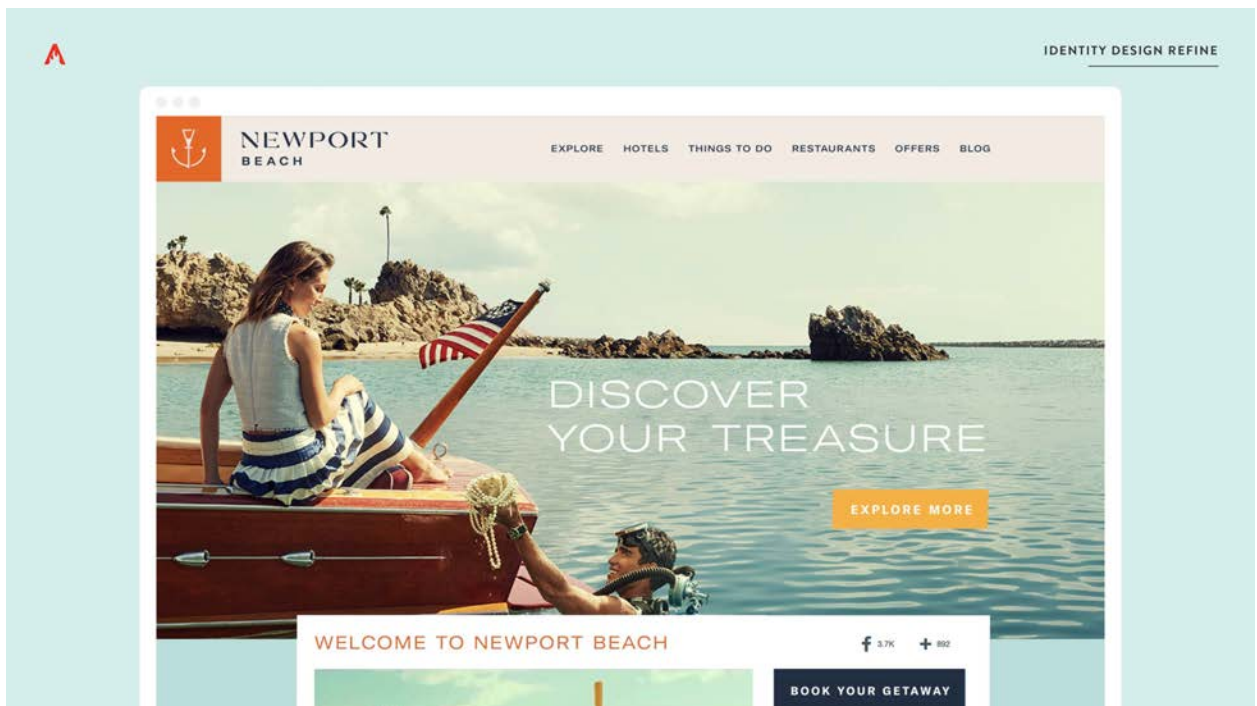 IDENTITY DESIGN REFINE
NEWPORT
BEACH
EXPLORE HOTELS THINGS TO DO RESTAURANTS OFFERS BLOG
DISCOVER
YOUR TREASURE
EXPLORE MORE
WELCOME TO NEWPORT BEACH
3.7K 892
BOOK YOUR GETAWAY